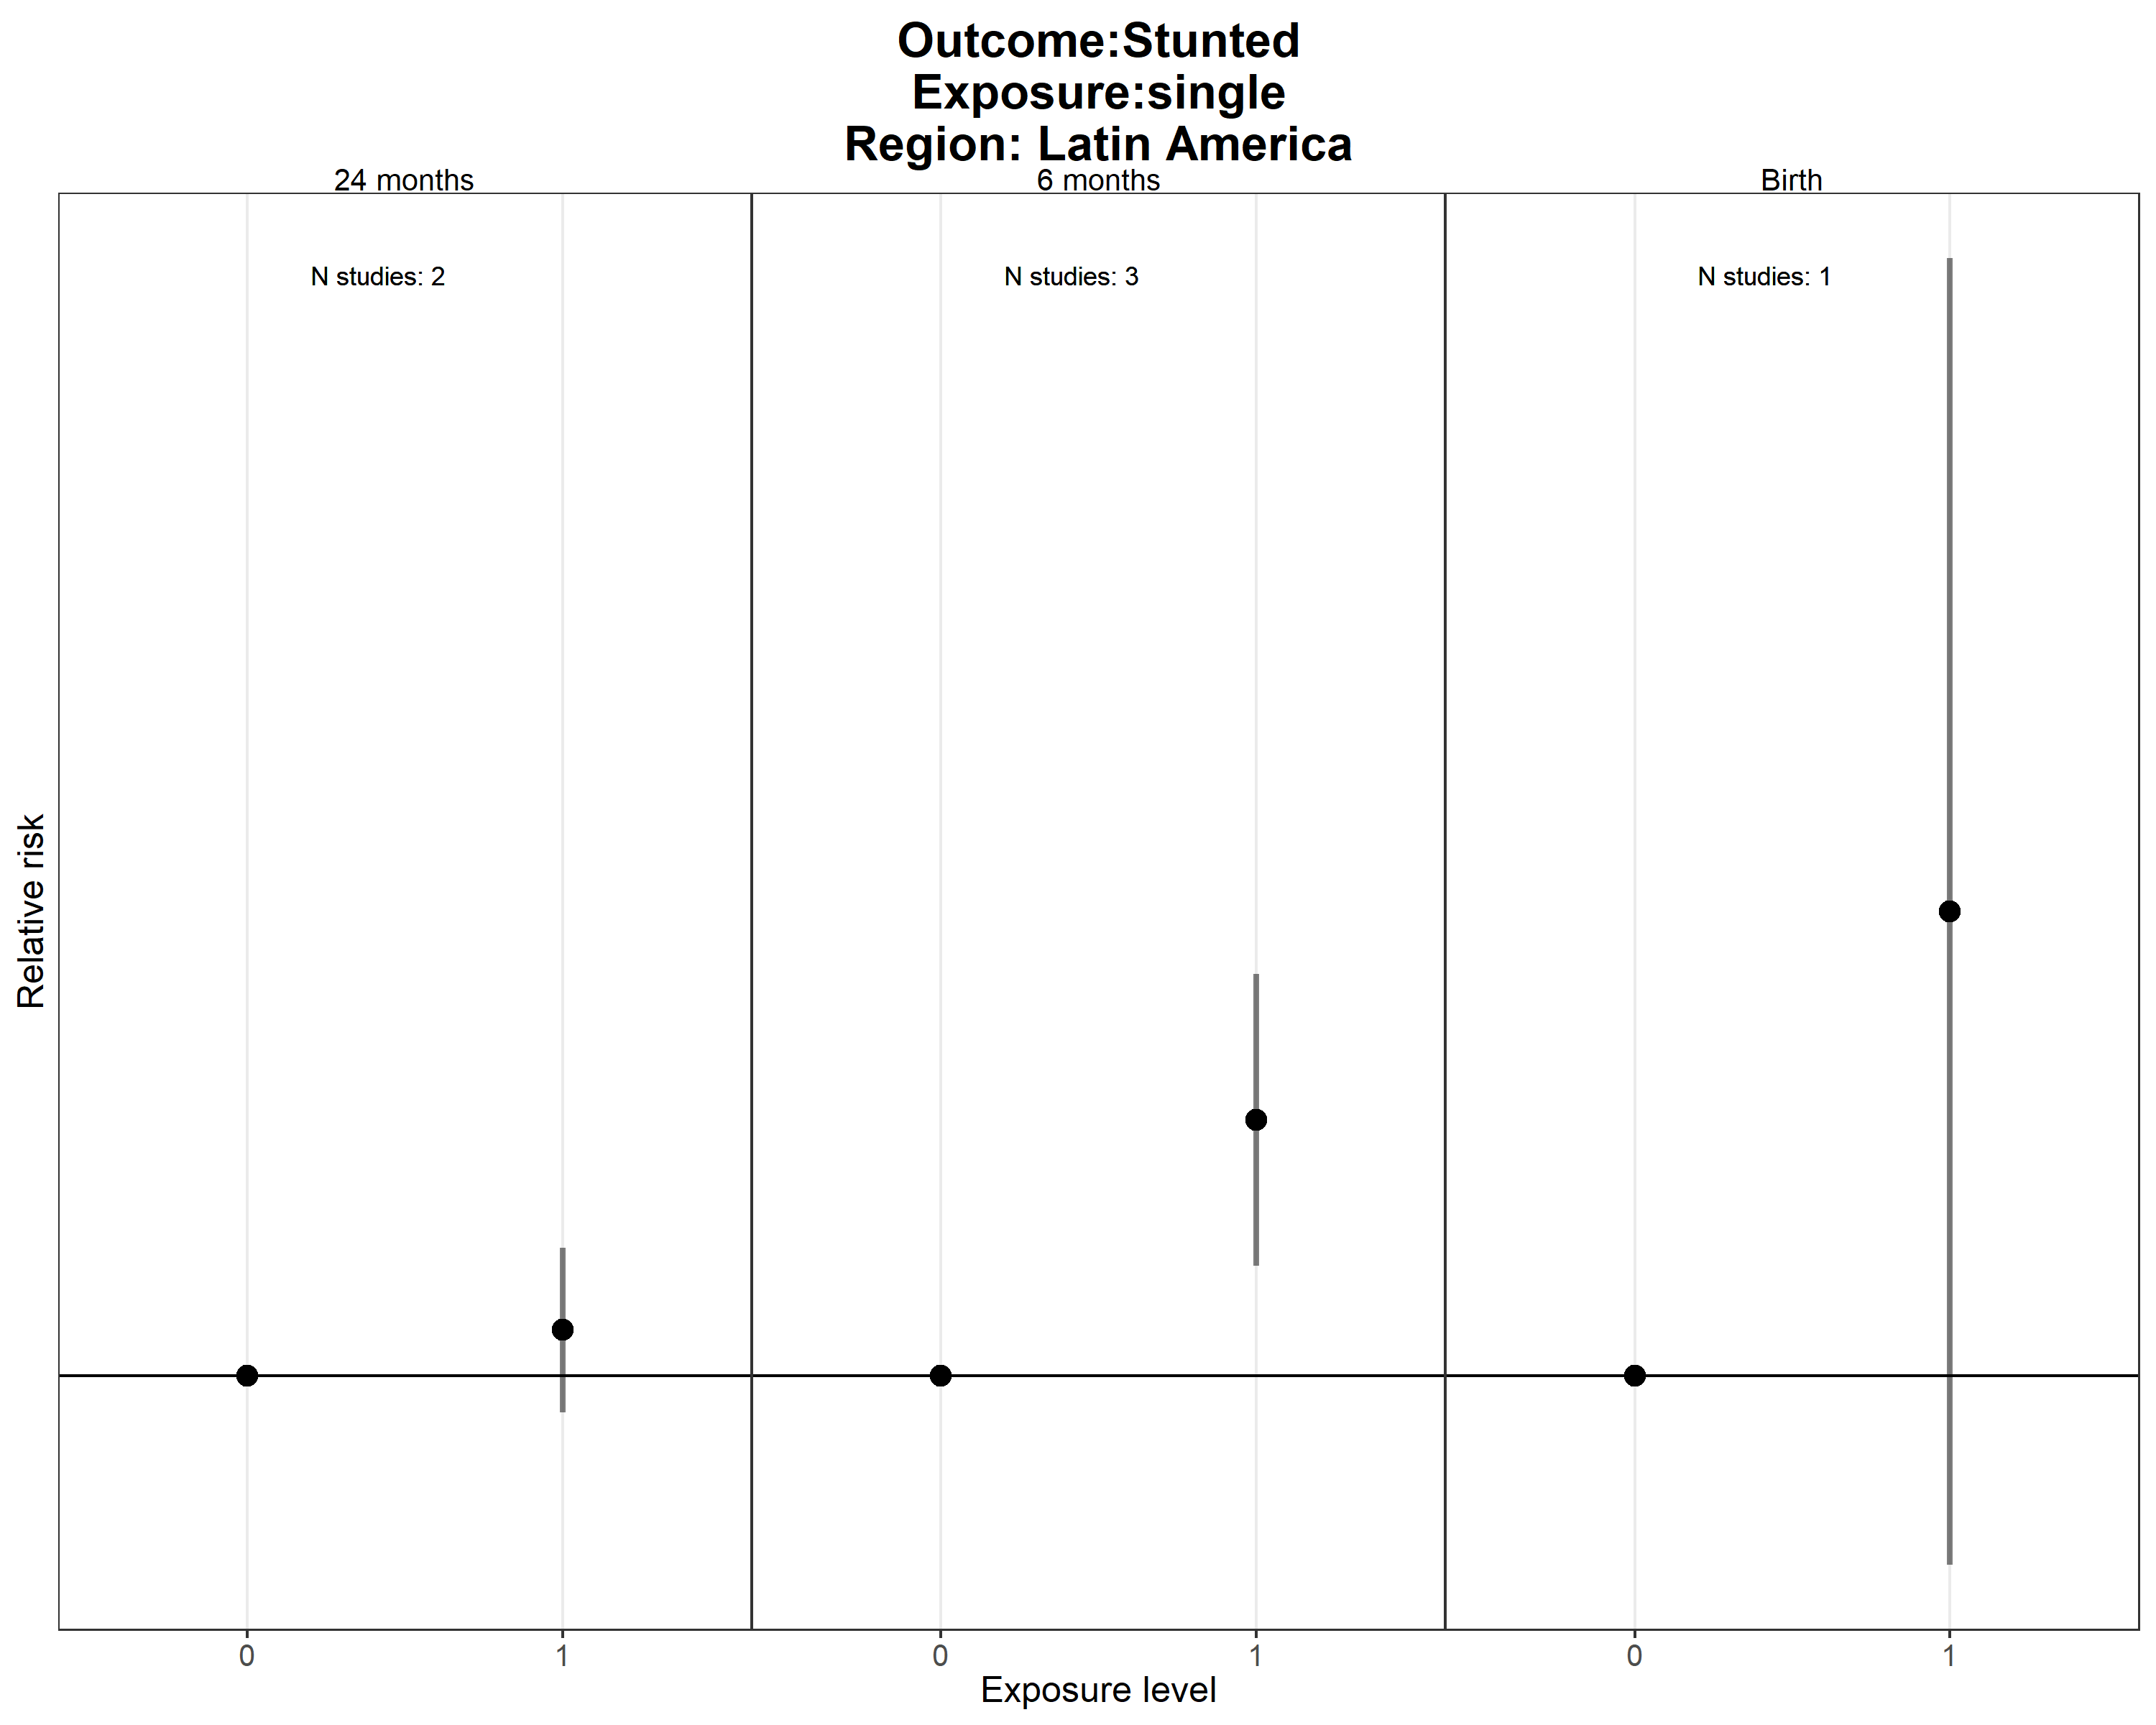 Outcome:Stunted
Exposure:single
Region: Latin America
24 months
6 months
Birth
N studies: 2
N studies: 3
N studies: 1
Relative risk
0
1
0
1
0
1
Exposure level